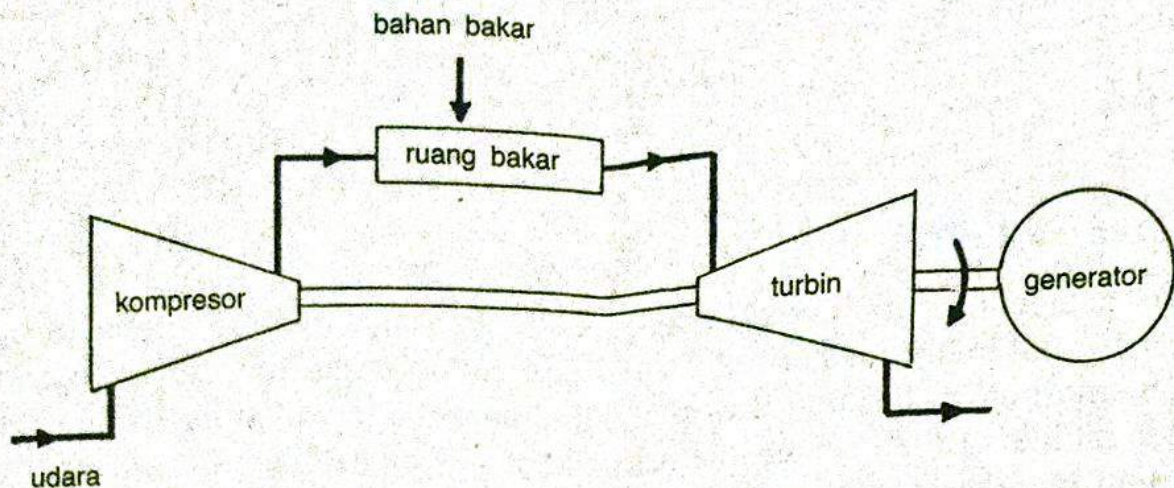 bahan bakar
ruang bakar
kompresor
turbin
generator
udara